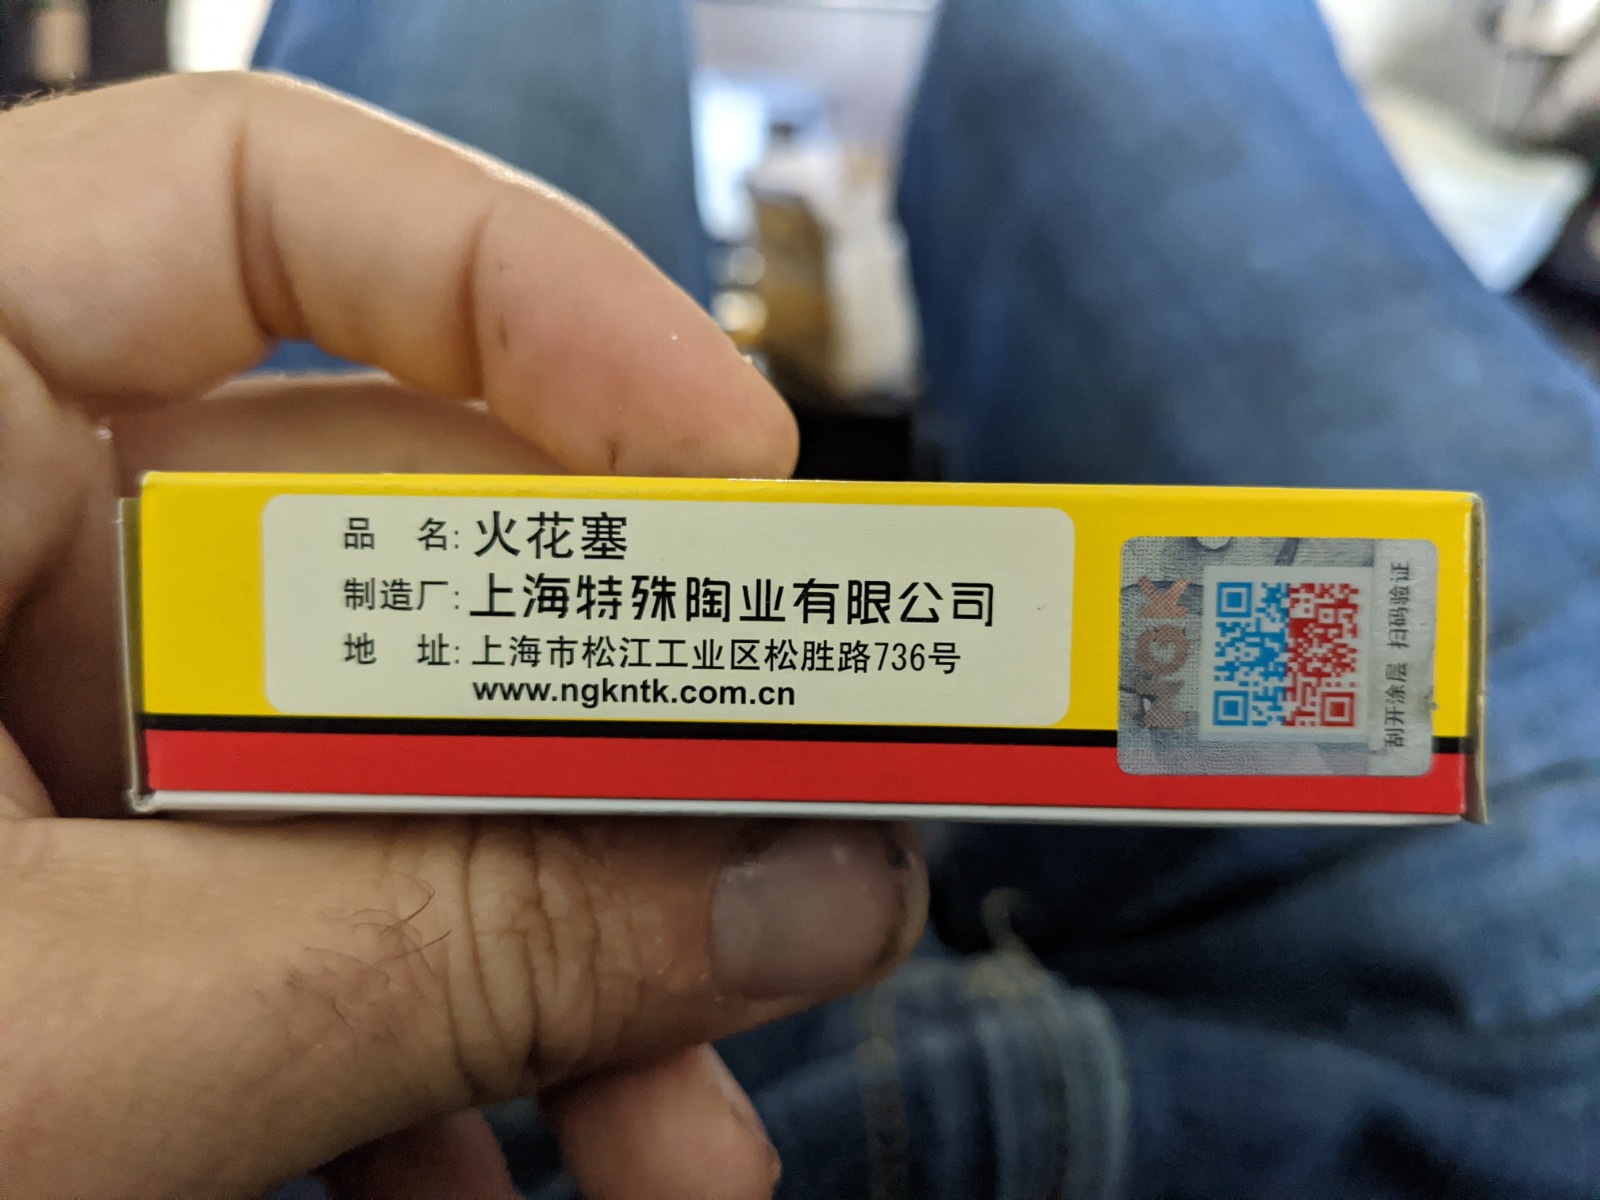 品 名: 火花塞
制造厂: 上海特殊陶业有限公司
地 址: 上海市松江工业区松胜路736号
www.ngkntk.com.cn
NGK
刮开涂层 扫码验证